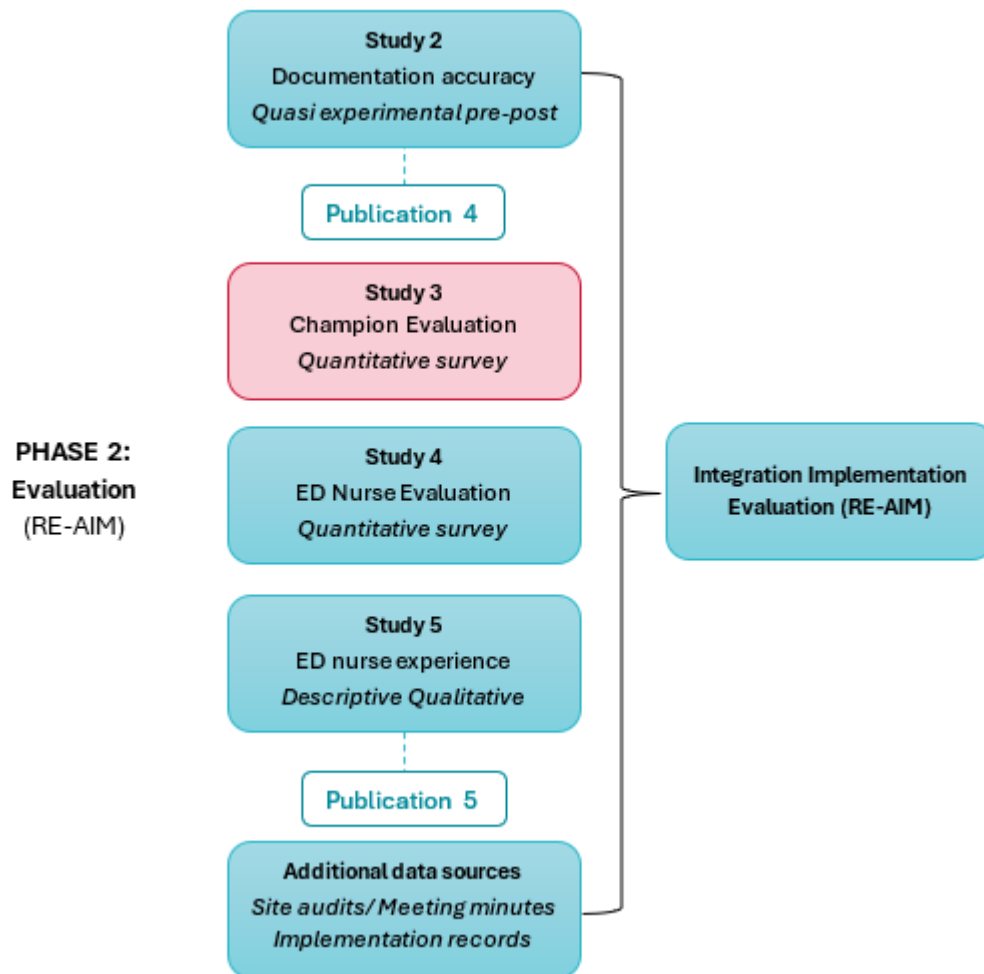 Study 2
Documentation accuracy
Quasi experimental pre-post
Publication 4
Study 3
Champion Evaluation
Quantitative survey
PHASE 2:
Evaluation
(RE-AIM)
Study 4
ED Nurse Evaluation
Quantitative survey
Integration Implementation
Evaluation (RE-AIM)
Study 5
ED nurse experience
Descriptive Qualitative
Publication 5
Additional data sources
Site audits/ Meeting minutes
Implementation records